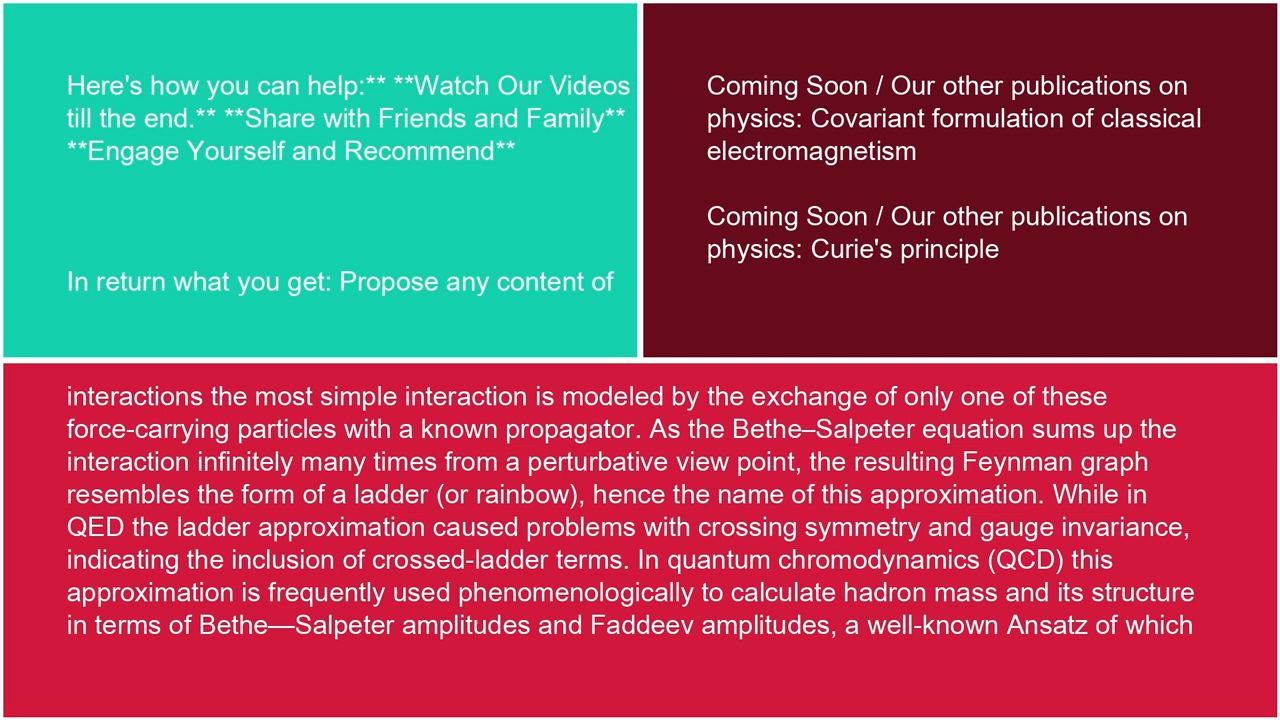 Here's how you can help:** **Watch Our Videos
till the end.** **Share with Friends and Family**
**Engage Yourself and Recommend**
In return what you get: Propose any content of
Coming Soon / Our other publications on
physics: Covariant formulation of classical
electromagnetism
Coming Soon / Our other publications on
physics: Curie's principle
interactions the most simple interaction is modeled by the exchange of only one of these
force-carrying particles with a known propagator. As the Bethe–Salpeter equation sums up the
interaction infinitely many times from a perturbative view point, the resulting Feynman graph
resembles the form of a ladder (or rainbow), hence the name of this approximation. While in
QED the ladder approximation caused problems with crossing symmetry and gauge invariance,
indicating the inclusion of crossed-ladder terms. In quantum chromodynamics (QCD) this
approximation is frequently used phenomenologically to calculate hadron mass and its structure
in terms of Bethe—Salpeter amplitudes and Faddeev amplitudes, a well-known Ansatz of which